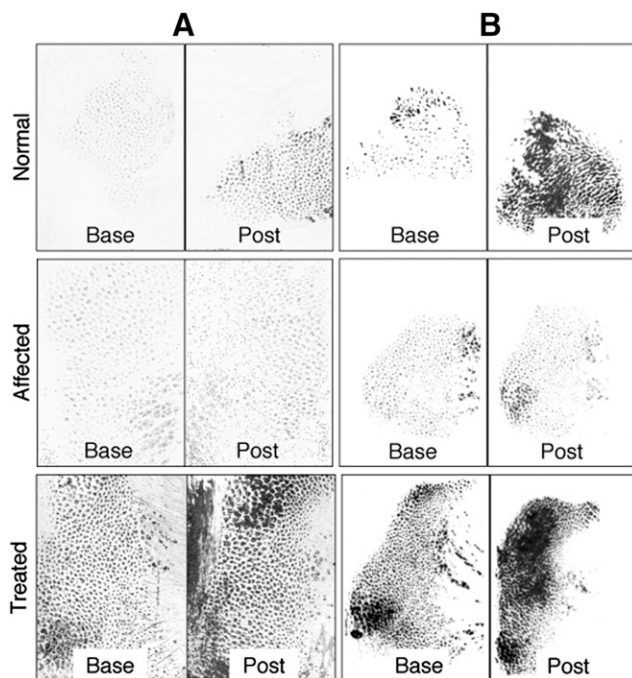 A B
Normal
Base Post Base Post
Affected
Base Post Base Post
Treated
Base Post Base Post